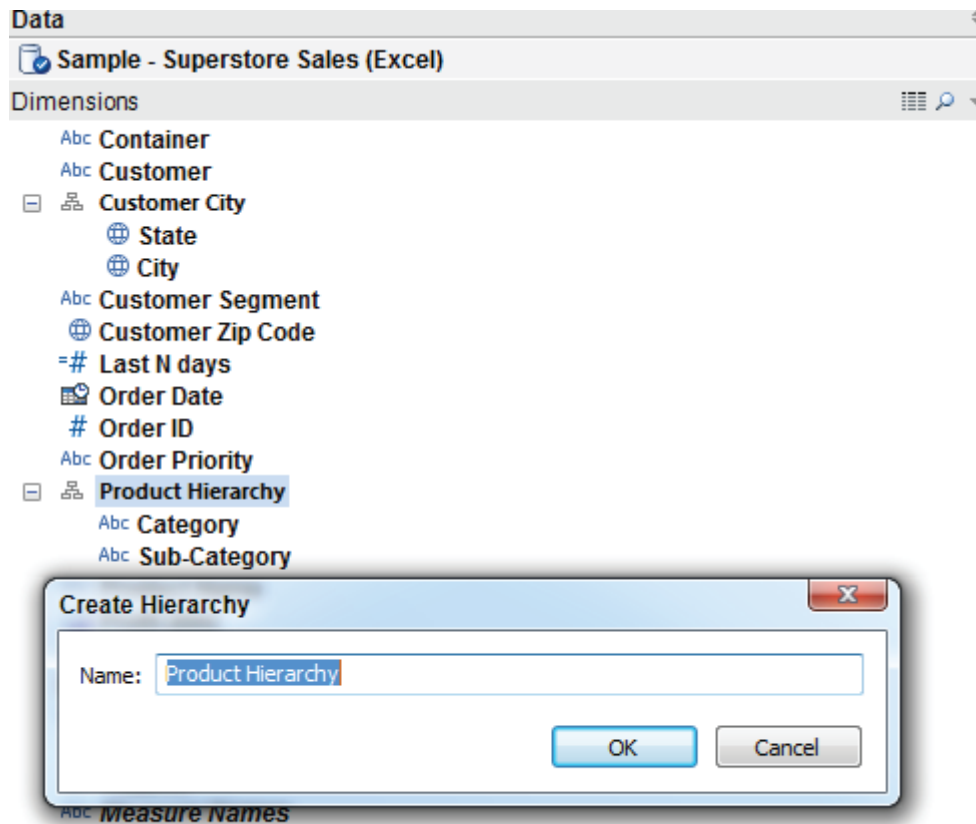 Data
Sample - Superstore Sales (Excel)
Dimensions
Abc Container
Abc Customer
Customer City
State
City
Abc Customer Segment
Customer Zip Code
=# Last N days
Order Date
# Order ID
Abc Order Priority
Product Hierarchy
Abc Category
Abc Sub-Category
Create Hierarchy
Name: Product Hierarchy
OK Cancel
Abc Measure Names